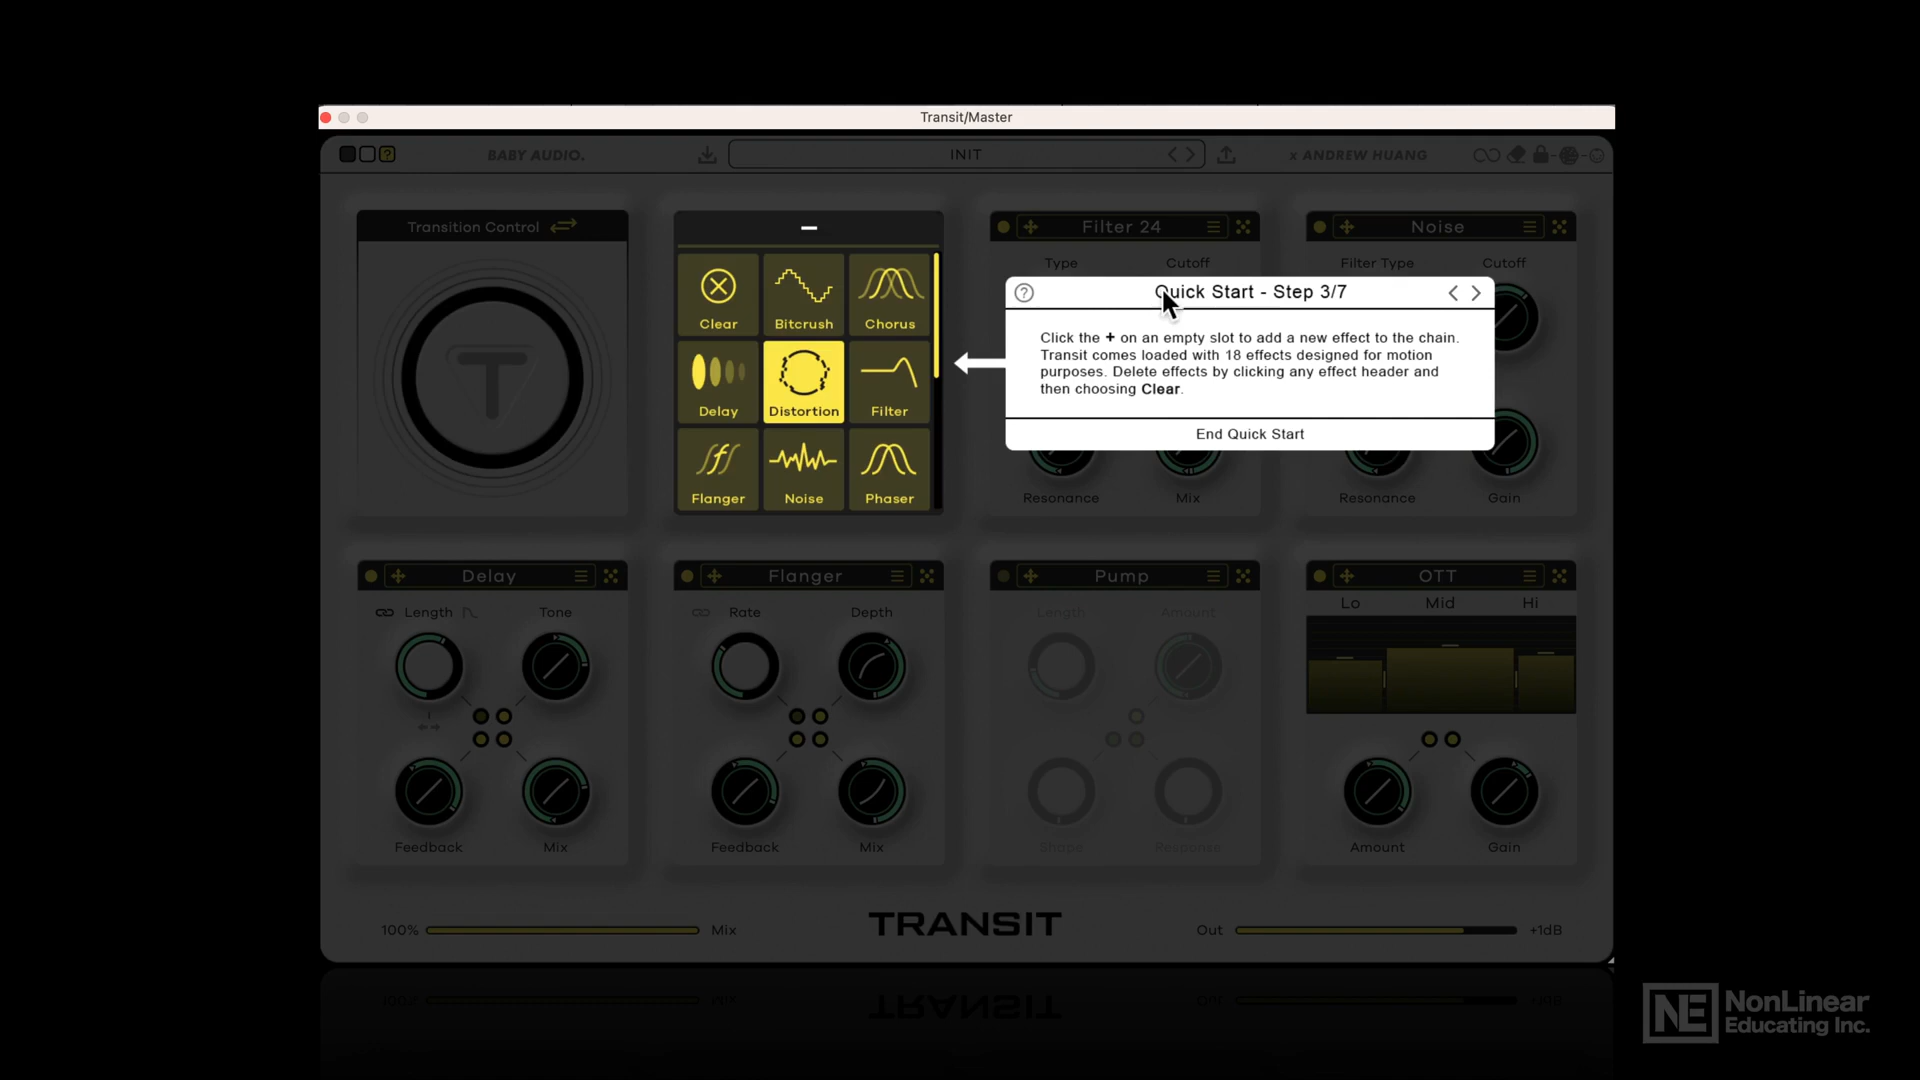 Transit/Master
BABY AUDIO.
INIT
x ANDREW HUANG
Transition Control
Filter 24
Noise
Type
Cutoff
Filter Type
Cutoff
Clear
Bitcrush
Chorus
Delay
Distortion
Filter
Flanger
Noise
Phaser
Quick Start - Step 3/7
Click the + on an empty slot to add a new effect to the chain.
Transit comes loaded with 18 effects designed for motion
purposes. Delete effects by clicking any effect header and
then choosing Clear.
End Quick Start
Resonance
Mix
Resonance
Gain
Delay
Flanger
Pump
OTT
Length
Tone
Rate
Depth
Length
Amount
Lo
Mid
Hi
Feedback
Mix
Feedback
Mix
Shape
Response
Amount
Gain
100%
Mix
TRANSIT
Out
+1dB
NE
NonLinear
Educating Inc.